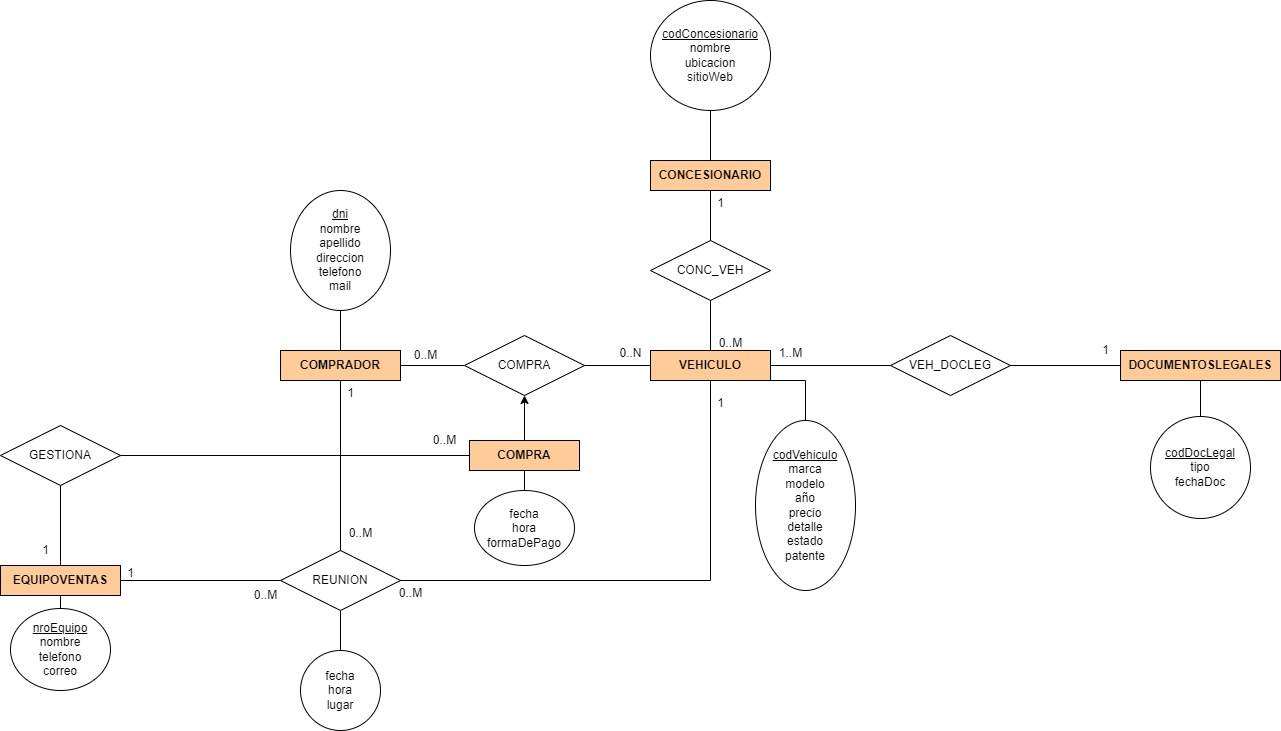 codConcesionario
nombre
ubicacion
sitioWeb
CONCESIONARIO
1
CONC_VEH
0..M
dni
nombre
apellido
direccion
telefono
mail
COMPRADOR
0..M
COMPRA
0..N
VEHICULO
1..M
VEH_DOCLEG
1
DOCUMENTOSLEGALES
1
1
GESTIONA
0..M
COMPRA
codVehiculo
marca
modelo
año
precio
detalle
estado
patente
codDocLegal
tipo
fechaDoc
fecha
hora
formaDePago
0..M
1
EQUIPOVENTAS
1
0..M
REUNION
0..M
nroEquipo
nombre
telefono
correo
fecha
hora
lugar